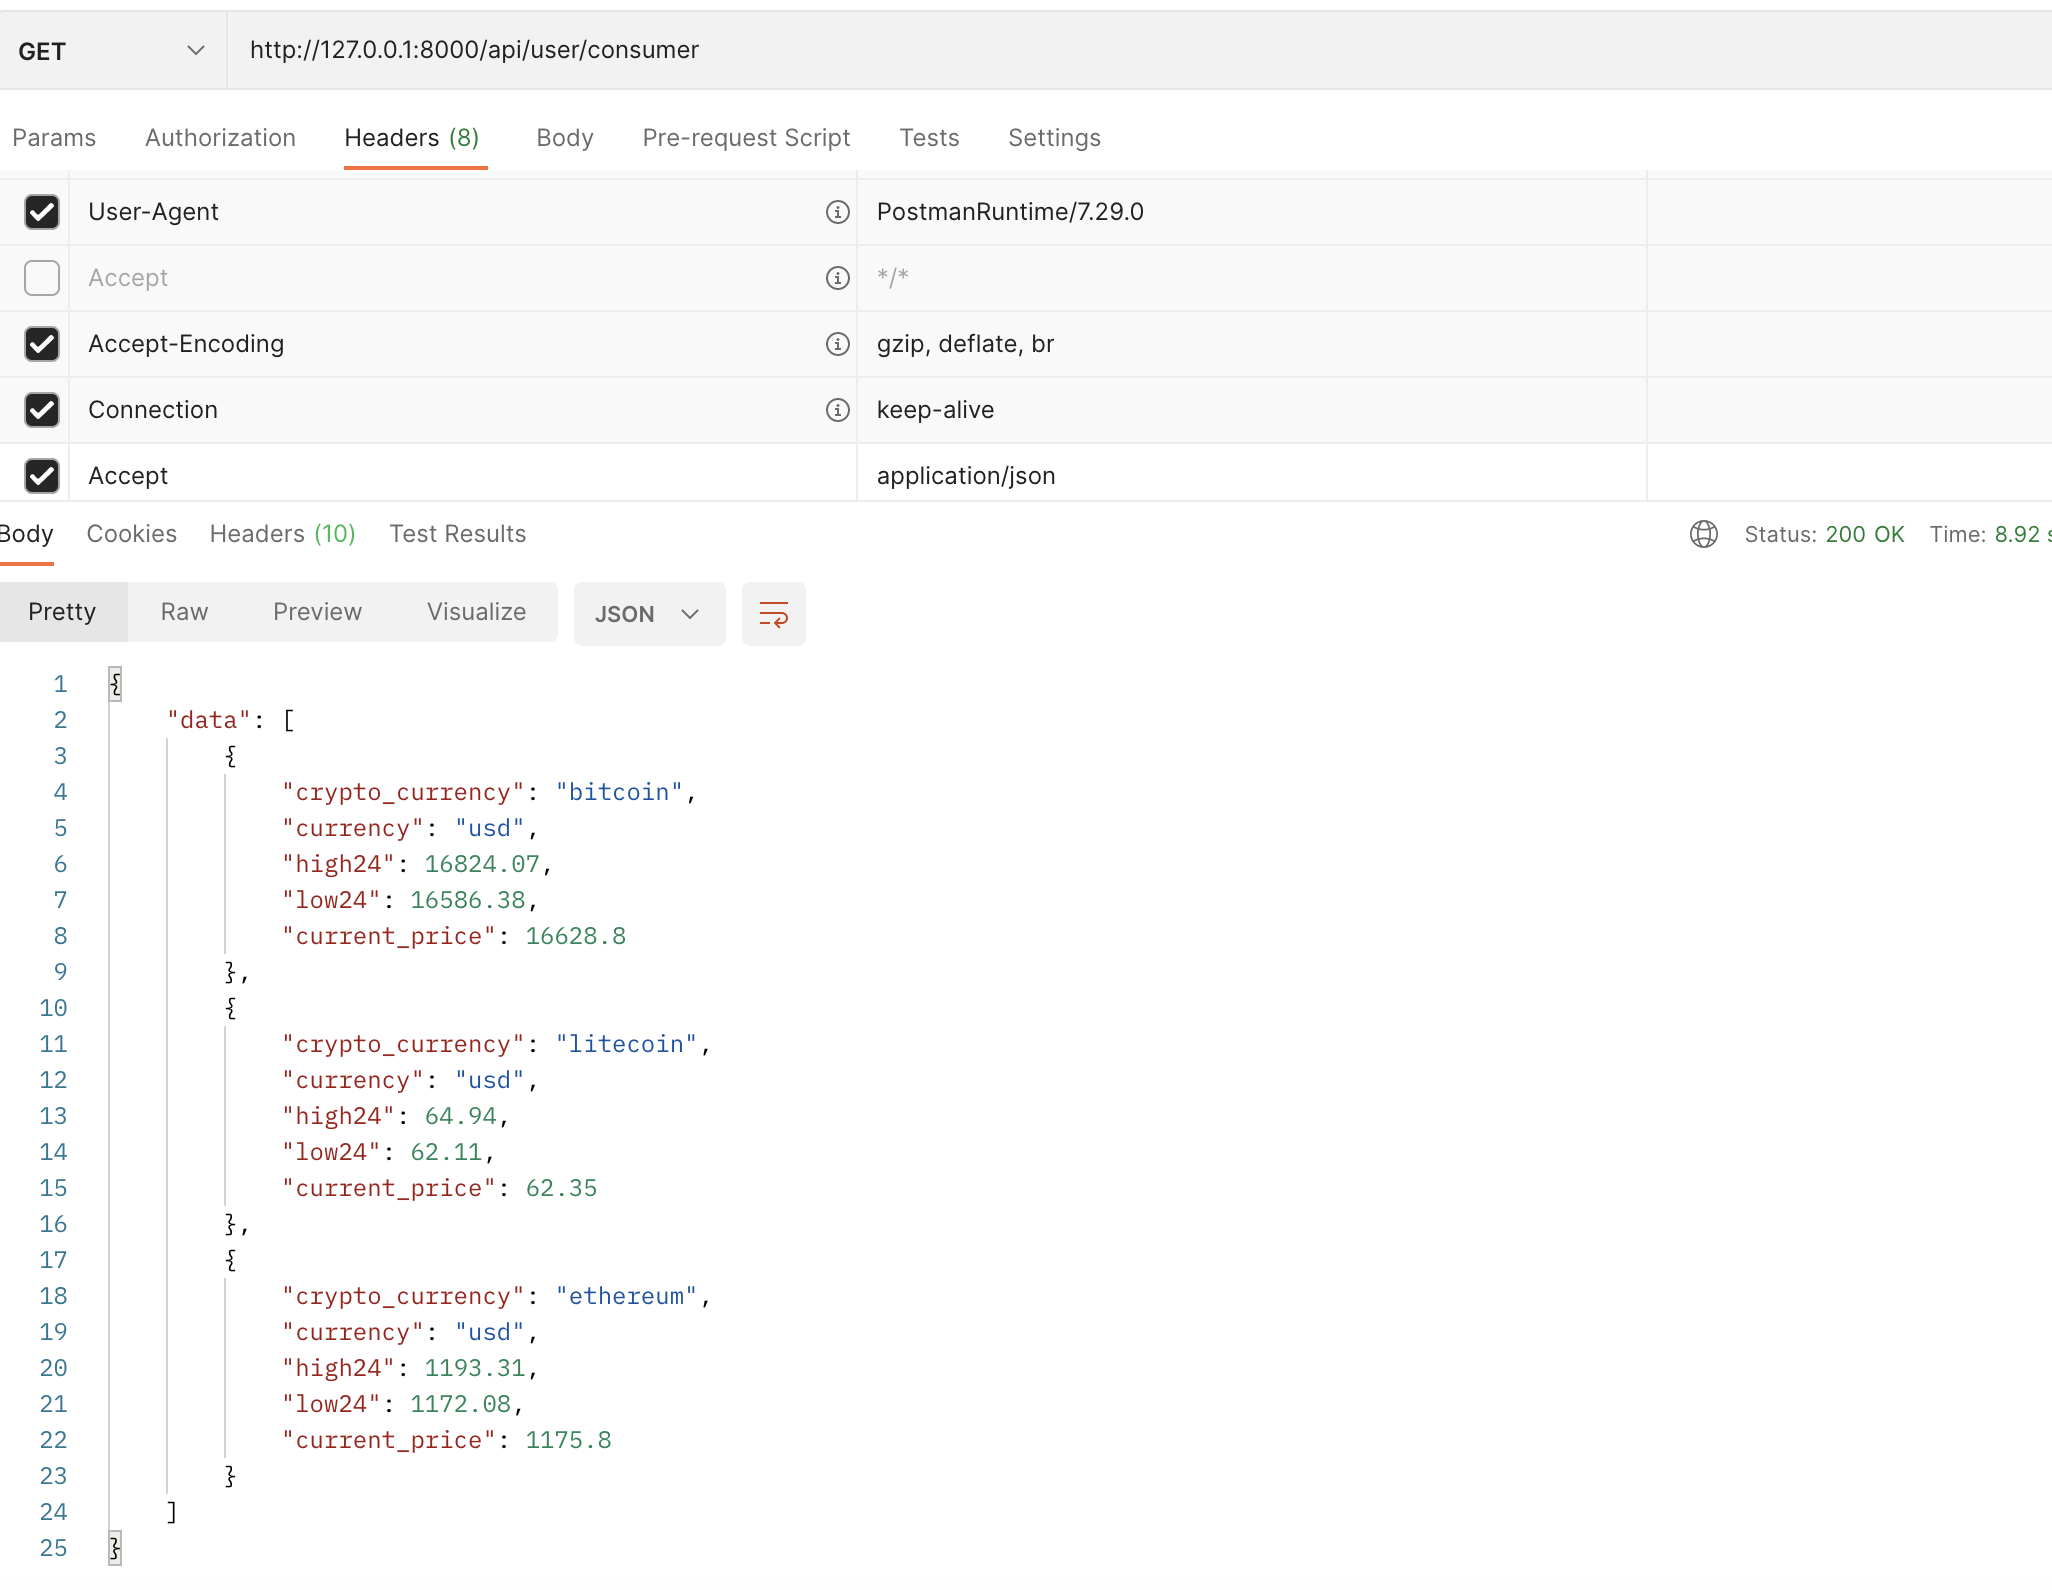 GET http://127.0.0.1:8000/api/user/consumer
Params Authorization Headers (8) Body Pre-request Script Tests Settings
User-Agent PostmanRuntime/7.29.0
Accept */*
Accept-Encoding gzip, deflate, br
Connection keep-alive
Accept application/json
Body Cookies Headers (10) Test Results Status: 200 OK Time: 8.92 s
Pretty Raw Preview Visualize JSON
1 {
2 "data": [
3 {
4 "crypto_currency": "bitcoin",
5 "currency": "usd",
6 "high24": 16824.07,
7 "low24": 16586.38,
8 "current_price": 16628.8
9 },
10 {
11 "crypto_currency": "litecoin",
12 "currency": "usd",
13 "high24": 64.94,
14 "low24": 62.11,
15 "current_price": 62.35
16 },
17 {
18 "crypto_currency": "ethereum",
19 "currency": "usd",
20 "high24": 1193.31,
21 "low24": 1172.08,
22 "current_price": 1175.8
23 }
24 ]
25 }